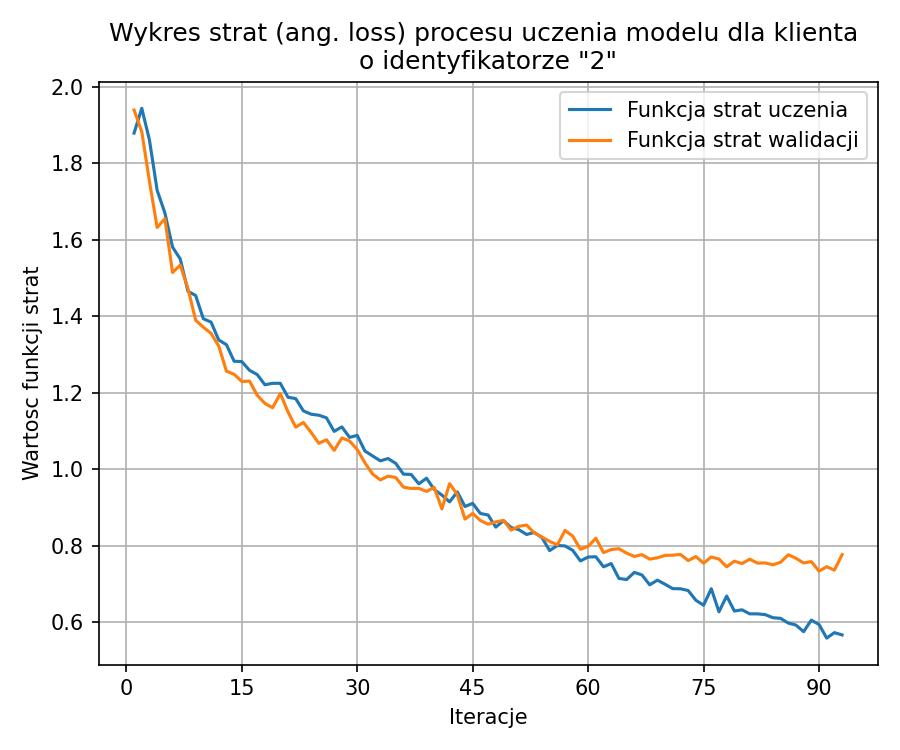 Wykres strat (ang. loss) procesu uczenia modelu dla klienta
o identyfikatorze "2"
Funkcja strat uczenia
Funkcja strat walidacji
Wartosc funkcji strat
2.0
1.8
1.6
1.4
1.2
1.0
0.8
0.6
0 15 30 45 60 75 90
Iteracje